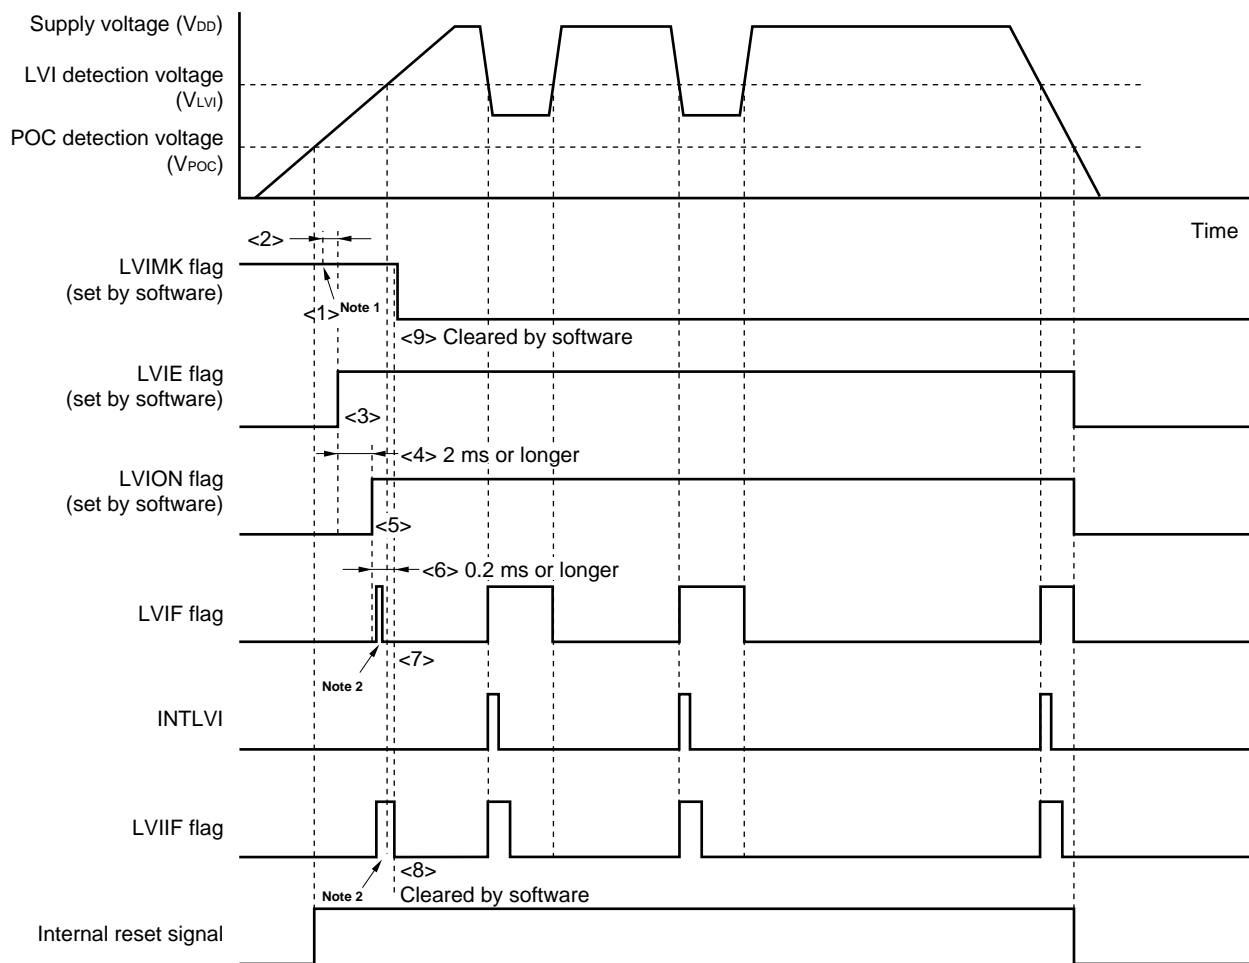 Supply voltage (VDD)
LVI detection voltage
(VLVI)
POC detection voltage
(VPOC)
Time
<2>
LVIMK flag
(set by software)
<1>
Note 1
<9> Cleared by software
LVIE flag
(set by software)
<3>
<4> 2 ms or longer
LVION flag
(set by software)
<5>
<6> 0.2 ms or longer
LVIF flag
<7>
Note 2
INTLVI
LVIIF flag
<8>
Note 2
Cleared by software
Internal reset signal